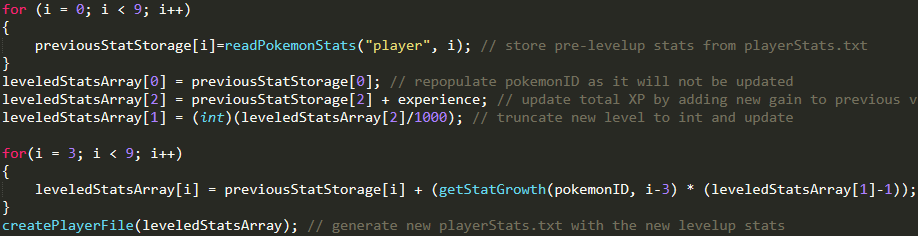 for (i = 0; i < 9; i++)
{
    previousStatStorage[i]=readPokemonStats("player", i); // store pre-levelup stats from playerStats.txt
}
leveledStatsArray[0] = previousStatStorage[0]; // repopulate pokemonID as it will not be updated
leveledStatsArray[2] = previousStatStorage[2] + experience; // update total XP by adding new gain to previous v
leveledStatsArray[1] = (int)(leveledStatsArray[2]/1000); // truncate new level to int and update

for(i = 3; i < 9; i++)
{
    leveledStatsArray[i] = previousStatStorage[i] + (getStatGrowth(pokemonID, i-3) * (leveledStatsArray[1]-1));
}
createPlayerFile(leveledStatsArray); // generate new playerStats.txt with the new levelup stats